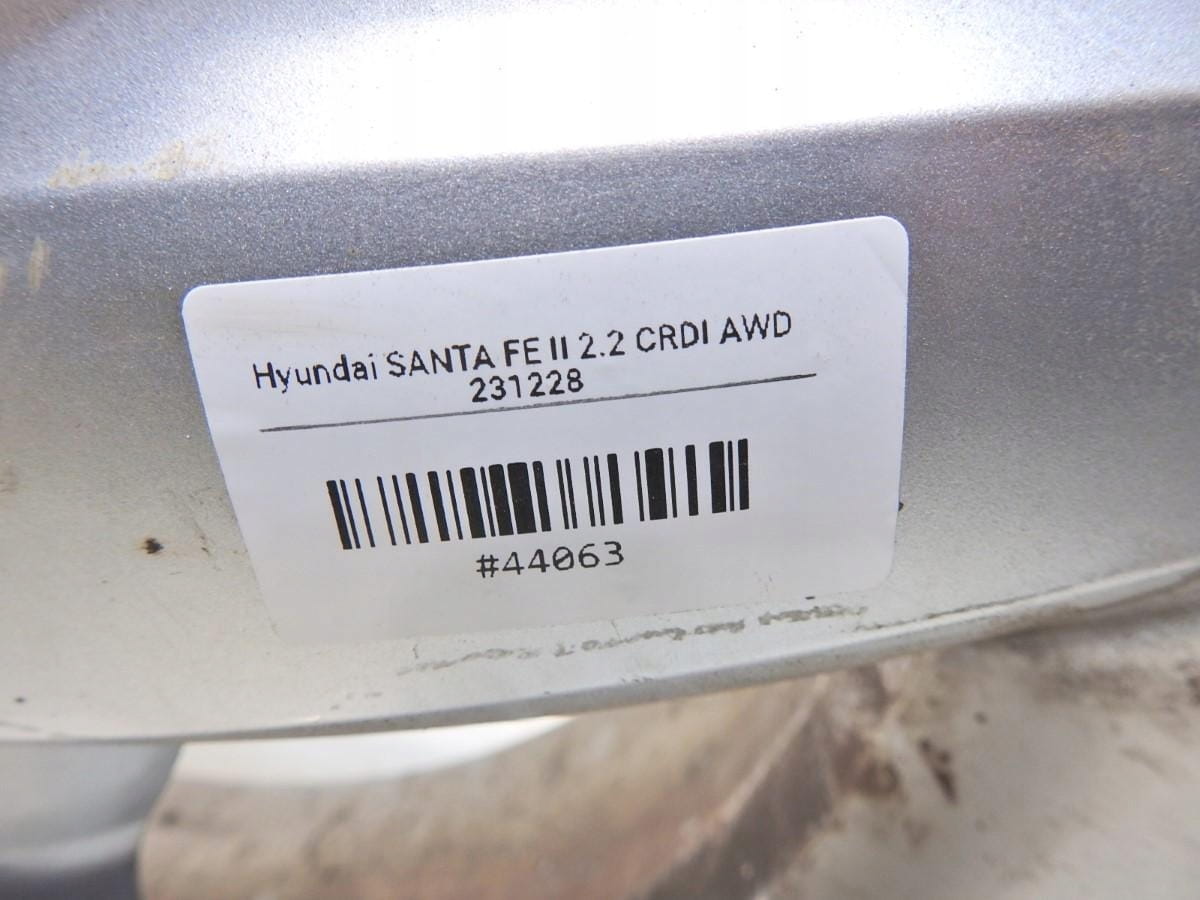 Hyundai SANTA FE II 2.2 CRDI AWD
231228
#44063